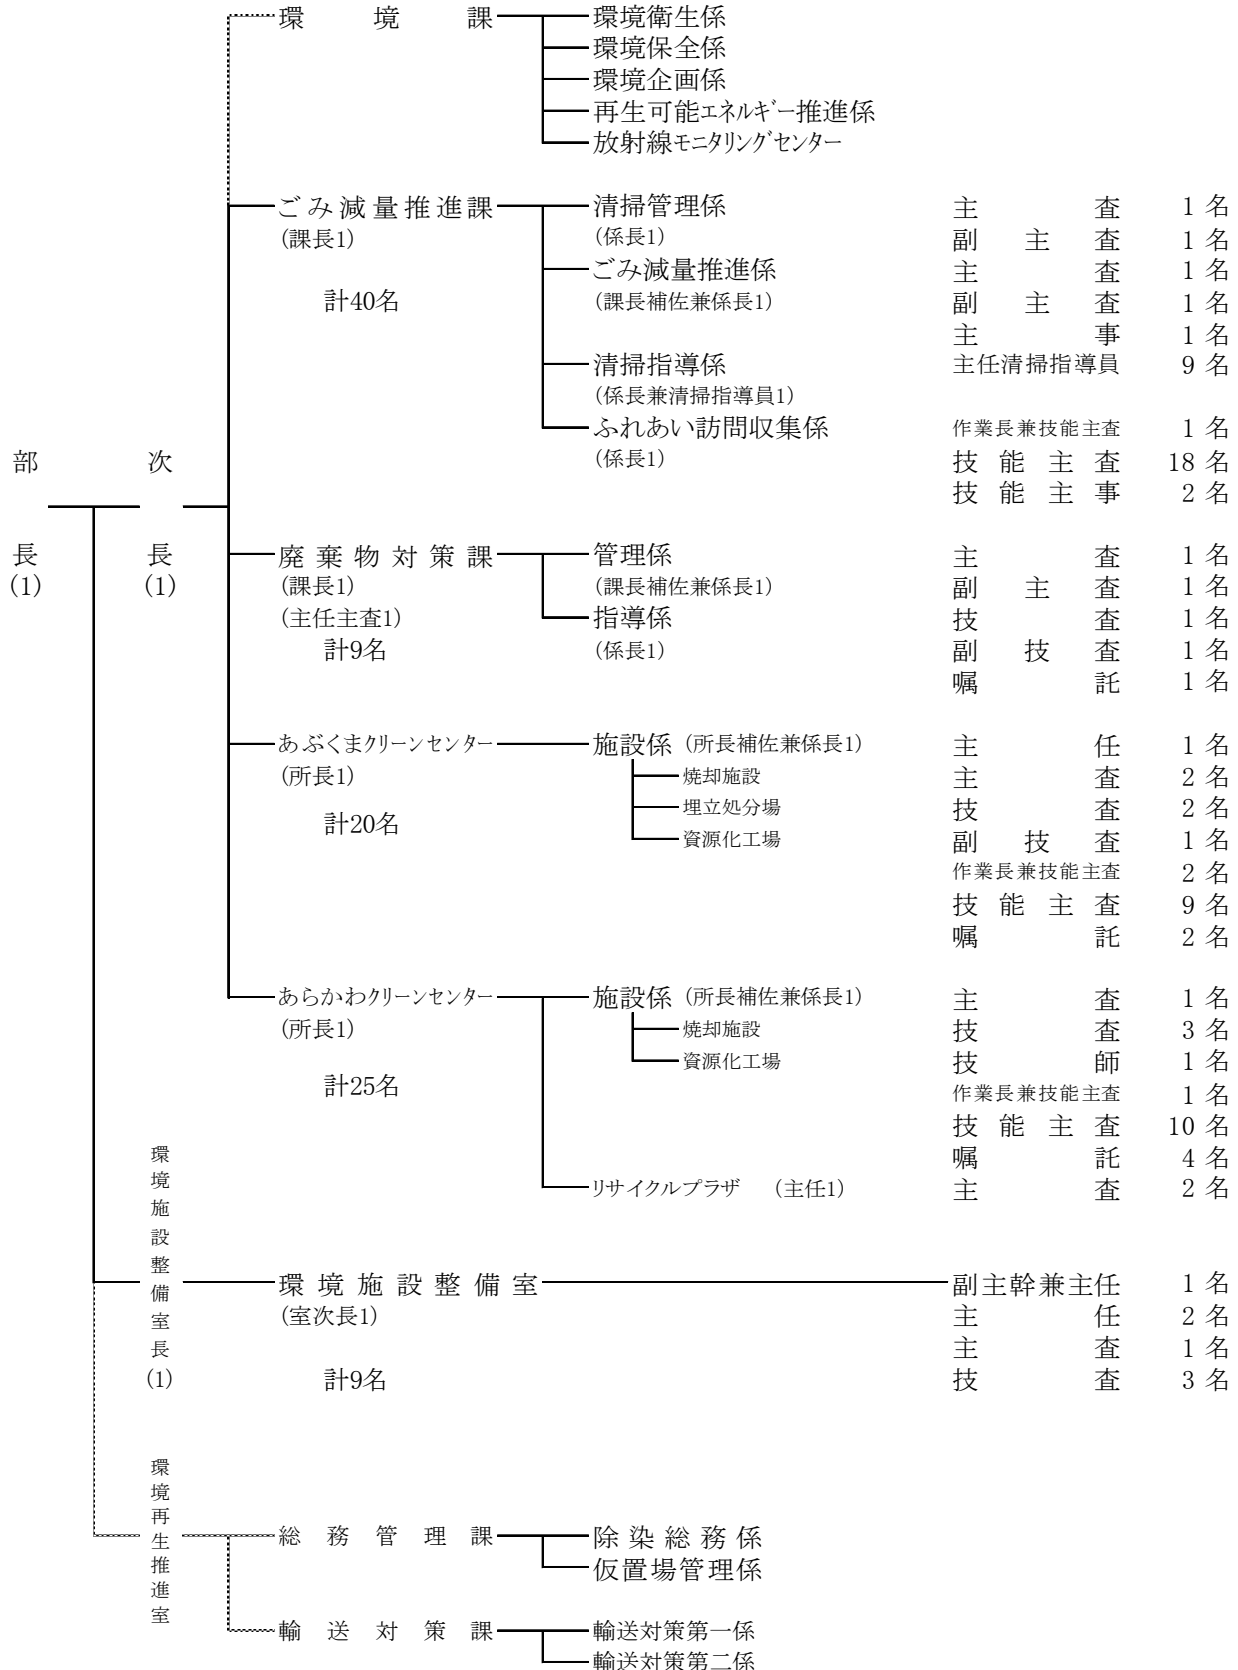 環境課 環境衛生係
環境保全係
環境企画係
再生可能エネルギー推進係
放射線モニタリングセンター
ごみ減量推進課 清掃管理係 主査 1 名
(課長1) (係長1) 副主査 1 名
ごみ減量推進係 主査 1 名
計40名 (課長補佐兼係長1) 副主査 1 名
主事 1 名
清掃指導係 主任清掃指導員 9 名
(係長兼清掃指導員1)
ふれあい訪問収集係 作業長兼技能主査 1 名
部長(1) 次長(1)
(係長1) 技能主査 18 名
技能主事 2 名
廃棄物対策課 管理係 主査 1 名
(課長1) (課長補佐兼係長1) 副主査 1 名
(主任主査1) 指導係 技査 1 名
計9名 (係長1) 副技査 1 名
嘱託 1 名
あぶくまクリーンセンター 施設係 (所長補佐兼係長1) 主任 1 名
(所長1) 焼却施設 主査 2 名
計20名 埋立処分場 技査 2 名
資源化工場 副技査 1 名
作業長兼技能主査 2 名
技能主査 9 名
嘱託 2 名
あらかわクリーンセンター 施設係 (所長補佐兼係長1) 主査 1 名
(所長1) 焼却施設 技査 3 名
資源化工場 技師 1 名
計25名 作業長兼技能主査 1 名
技能主査 10 名
嘱託 4 名
リサイクルプラザ (主任1) 主査 2 名
環境施設整備室長(1)
環境施設整備室 副主幹兼主任 1 名
(室次長1) 主任 2 名
主査 1 名
計9名 技査 3 名
環境再生推進室
総務管理課 除染総務係
仮置場管理係
輸送対策課 輸送対策第一係
輸送対策第二係